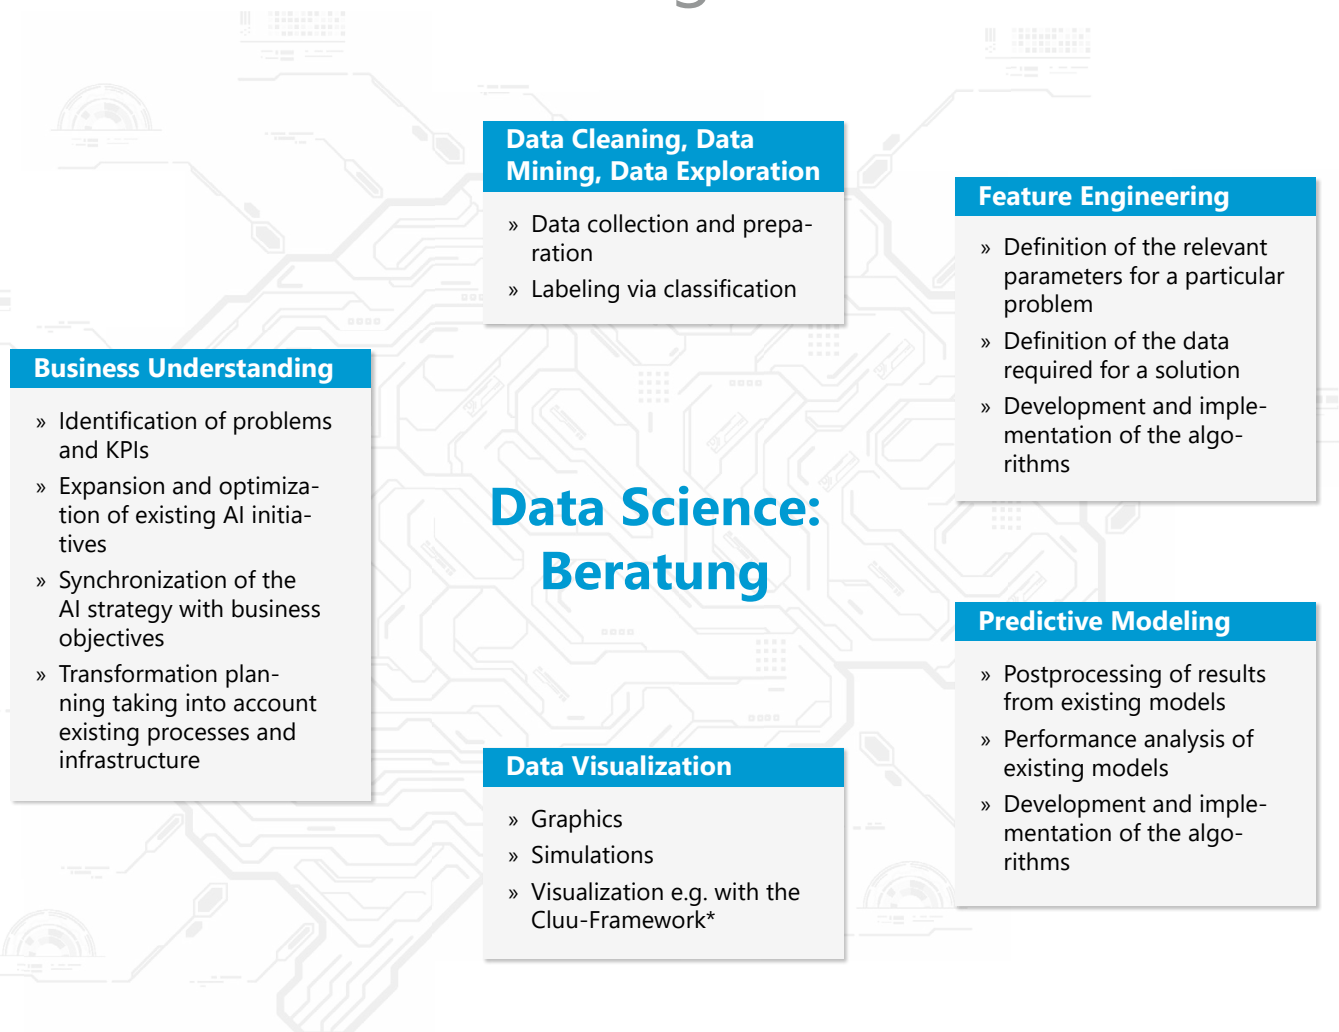 Data Cleaning, Data
Mining, Data Exploration
» Data collection and prepa-
ration
» Labeling via classification
Feature Engineering
» Definition of the relevant
parameters for a particular
problem
» Definition of the data
required for a solution
» Development and imple-
mentation of the algo-
rithms
Business Understanding
» Identification of problems
and KPIs
» Expansion and optimiza-
tion of existing AI initia-
tives
» Synchronization of the
AI strategy with business
objectives
» Transformation plan-
ning taking into account
existing processes and
infrastructure
Data Science:
Beratung
Predictive Modeling
» Postprocessing of results
from existing models
» Performance analysis of
existing models
» Development and imple-
mentation of the algo-
rithms
Data Visualization
» Graphics
» Simulations
» Visualization e.g. with the
Cluu-Framework*